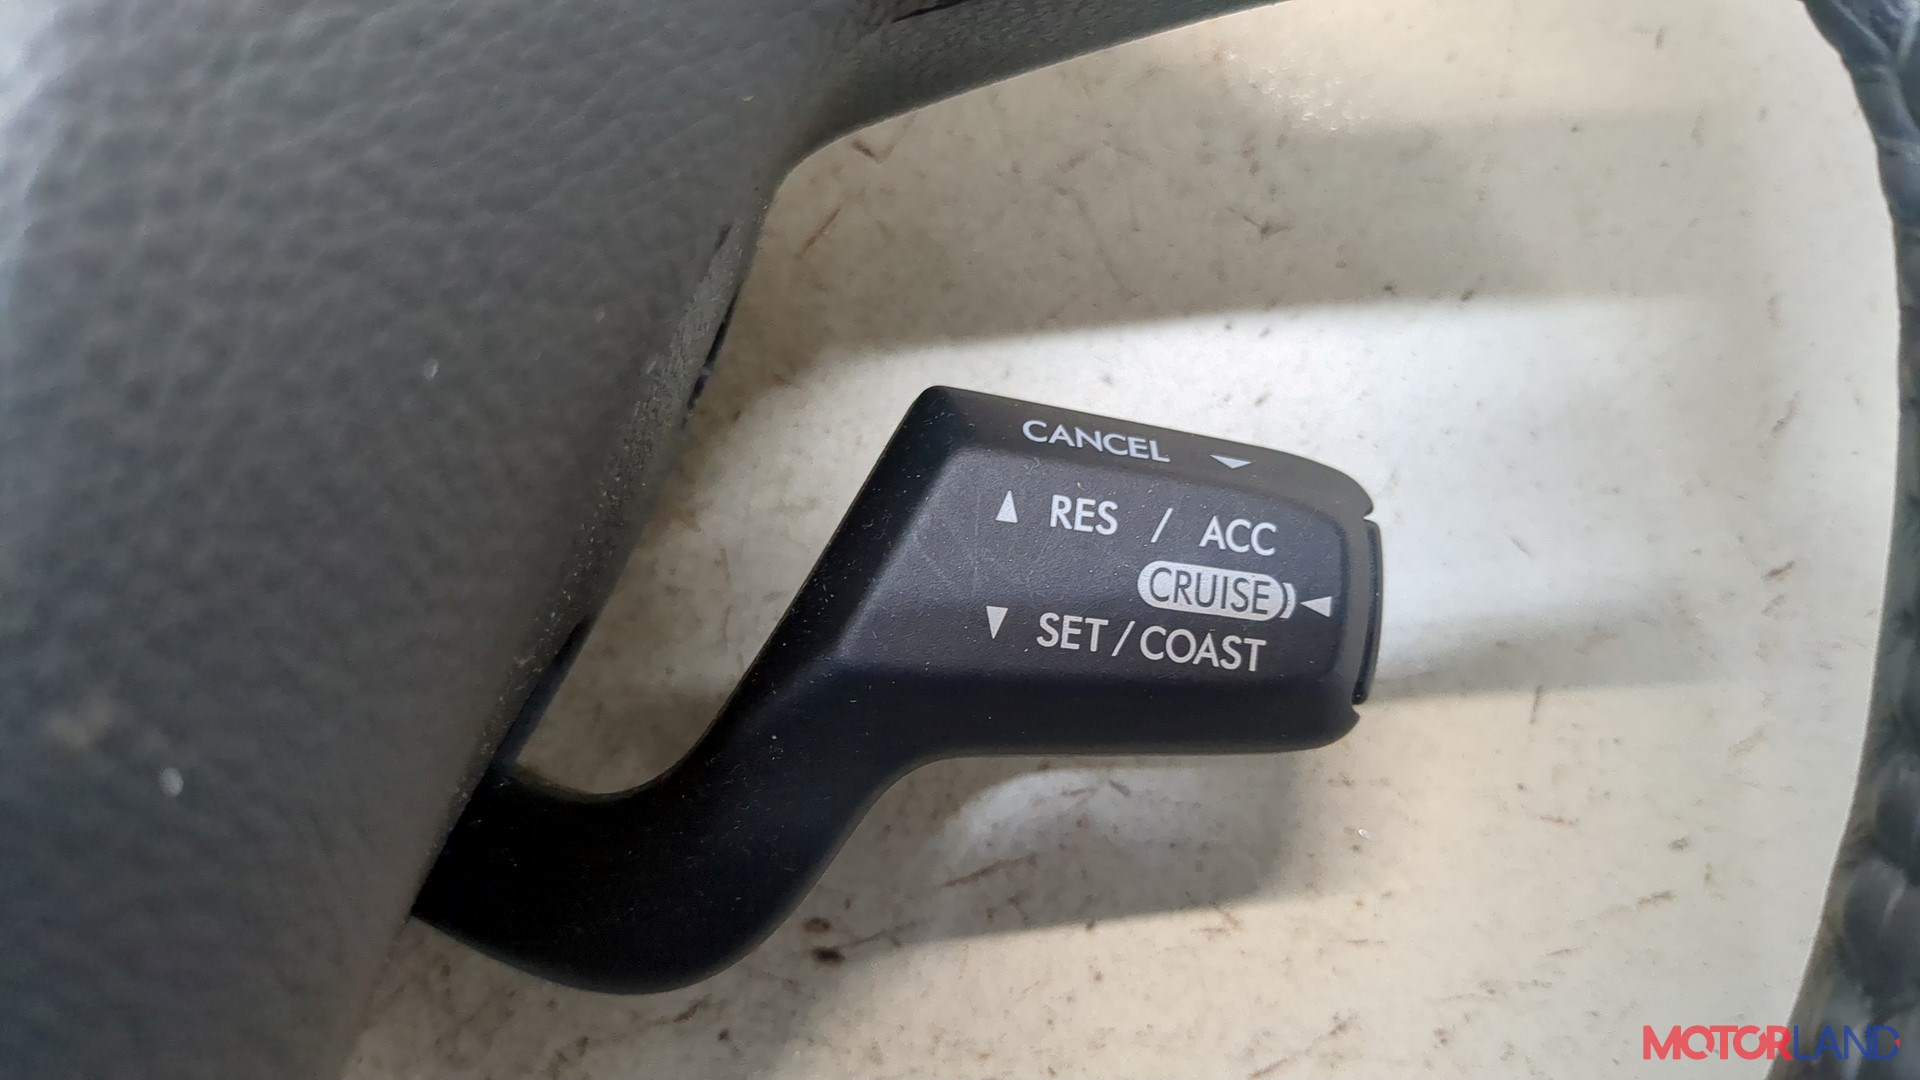 CANCEL
RES / ACC
CRUISE
SET / COAST
MOTORLAND